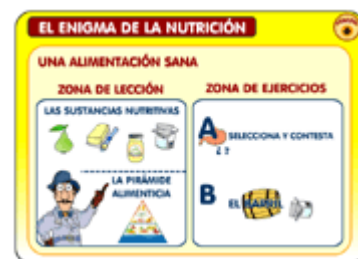 EL ENIGMA DE LA NUTRICIÓN
UNA ALIMENTACIÓN SANA
ZONA DE LECCIÓN
LAS SUSTANCIAS NUTRITIVAS
LA PIRÁMIDE
ALIMENTICIA
ZONA DE EJERCICIOS
A
SELECCIONA Y CONTESTA
¿ ?
B
EL BARRIL